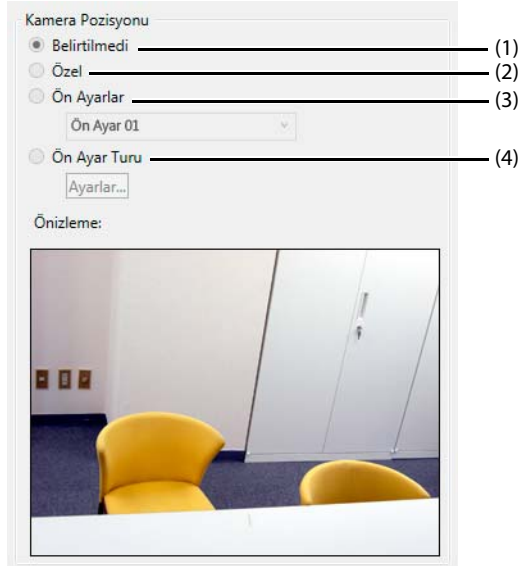 Kamera Pozisyonu
Belirtilmedi (1)
Özel (2)
Ön Ayarlar (3)
Ön Ayar 01
Ön Ayar Turu (4)
Ayarlar...
Önizleme: